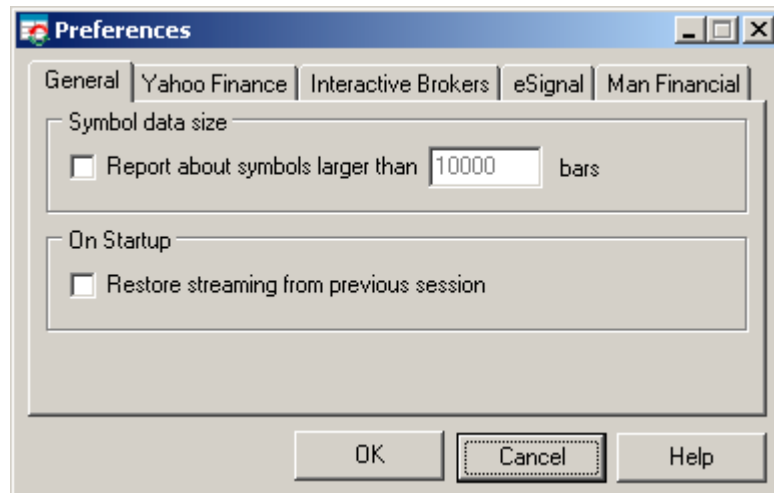 Preferences
General Yahoo Finance Interactive Brokers eSignal Man Financial
Symbol data size
Report about symbols larger than 10000 bars
On Startup
Restore streaming from previous session
OK Cancel Help